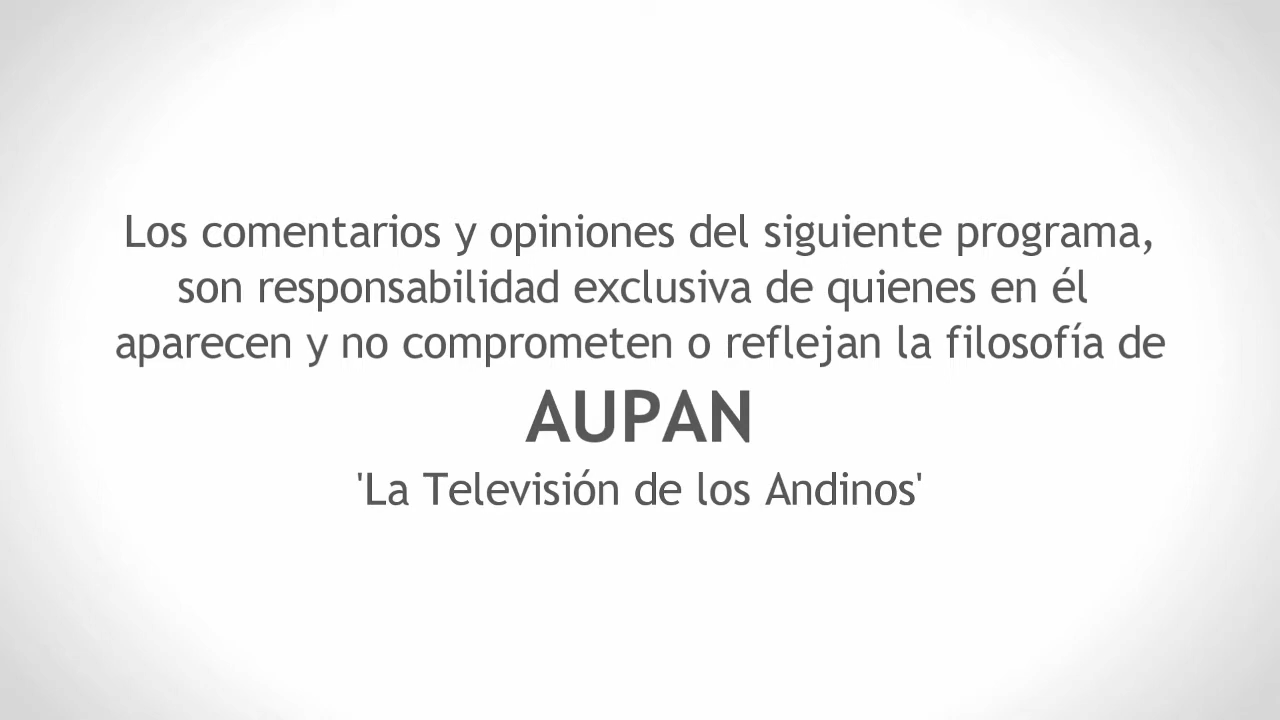 Los comentarios y opiniones del siguiente programa,
son responsabilidad exclusiva de quienes en él
aparecen y no comprometen o reflejan la filosofía de
AUPAN
'La Televisión de los Andinos'